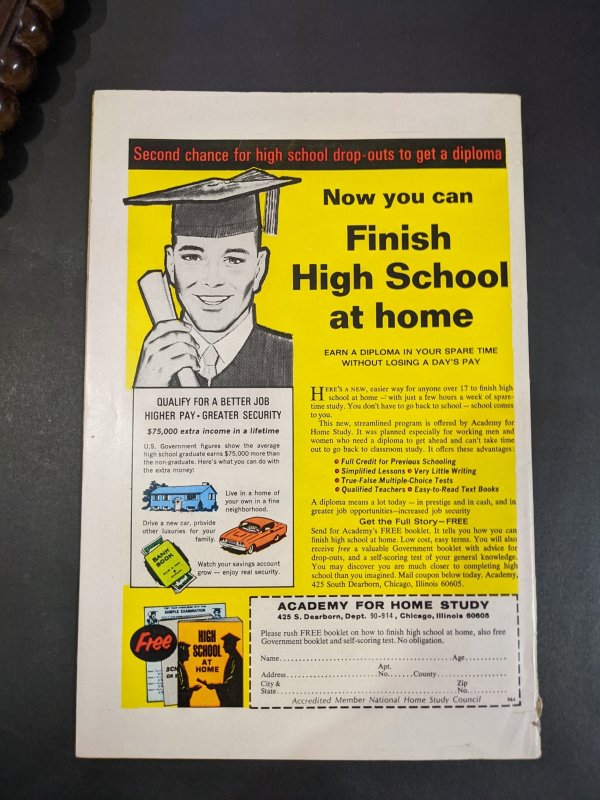 Second chance for high school drop-outs to get a diploma
Now you can
Finish
High School
at home
EARN A DIPLOMA IN YOUR SPARE TIME
WITHOUT LOSING A DAY'S PAY
HERE'S A NEW, easier way for anyone over 17 to finish high
school at home — with just a few hours a week of spare-
time study. You don't have to go back to school — school comes
to you.
This new, streamlined program is offered by Academy for
Home Study. It was planned especially for working men and
women who need a diploma to get ahead and can't take time
out to go back to classroom study. It offers these advantages:
Full Credit for Previous Schooling
Simplified Lessons • Very Little Writing
True-False Multiple-Choice Tests
Qualified Teachers • Easy-to-Read Text Books
A diploma means a lot today — in prestige and in cash, and in
greater job opportunities—increased job security
Get the Full Story—FREE
Send for Academy's FREE booklet. It tells you how you can
finish high school at home. Low cost, easy terms. You will also
receive free a valuable Government booklet with advice for
drop-outs, and a self-scoring test of your general knowledge.
You may discover you are much closer to completing high
school than you imagined. Mail coupon below today. Academy,
425 South Dearborn, Chicago, Illinois 60605.
QUALIFY FOR A BETTER JOB
HIGHER PAY • GREATER SECURITY
$75,000 extra income in a lifetime
U.S. Government figures show the average
high school graduate earns $75,000 more than
the non-graduate. Here's what you can do with
the extra money:
Live in a home of
your own in a fine
neighborhood.
Drive a new car, provide
other luxuries for your
family.
BANK
BOOK
Watch your savings account
grow — enjoy real security.
Free
SAMPLE EXAMINATION
HIGH
SCHOOL
AT
HOME
ACADEMY FOR HOME STUDY
425 S. Dearborn, Dept. 90-914, Chicago, Illinois 60605
Please rush FREE booklet on how to finish high school at home, also free
Government booklet and self-scoring test. No obligation.
Name Age
Apt.
Address No. County
City & Zip
State No.
Accredited Member National Home Study Council